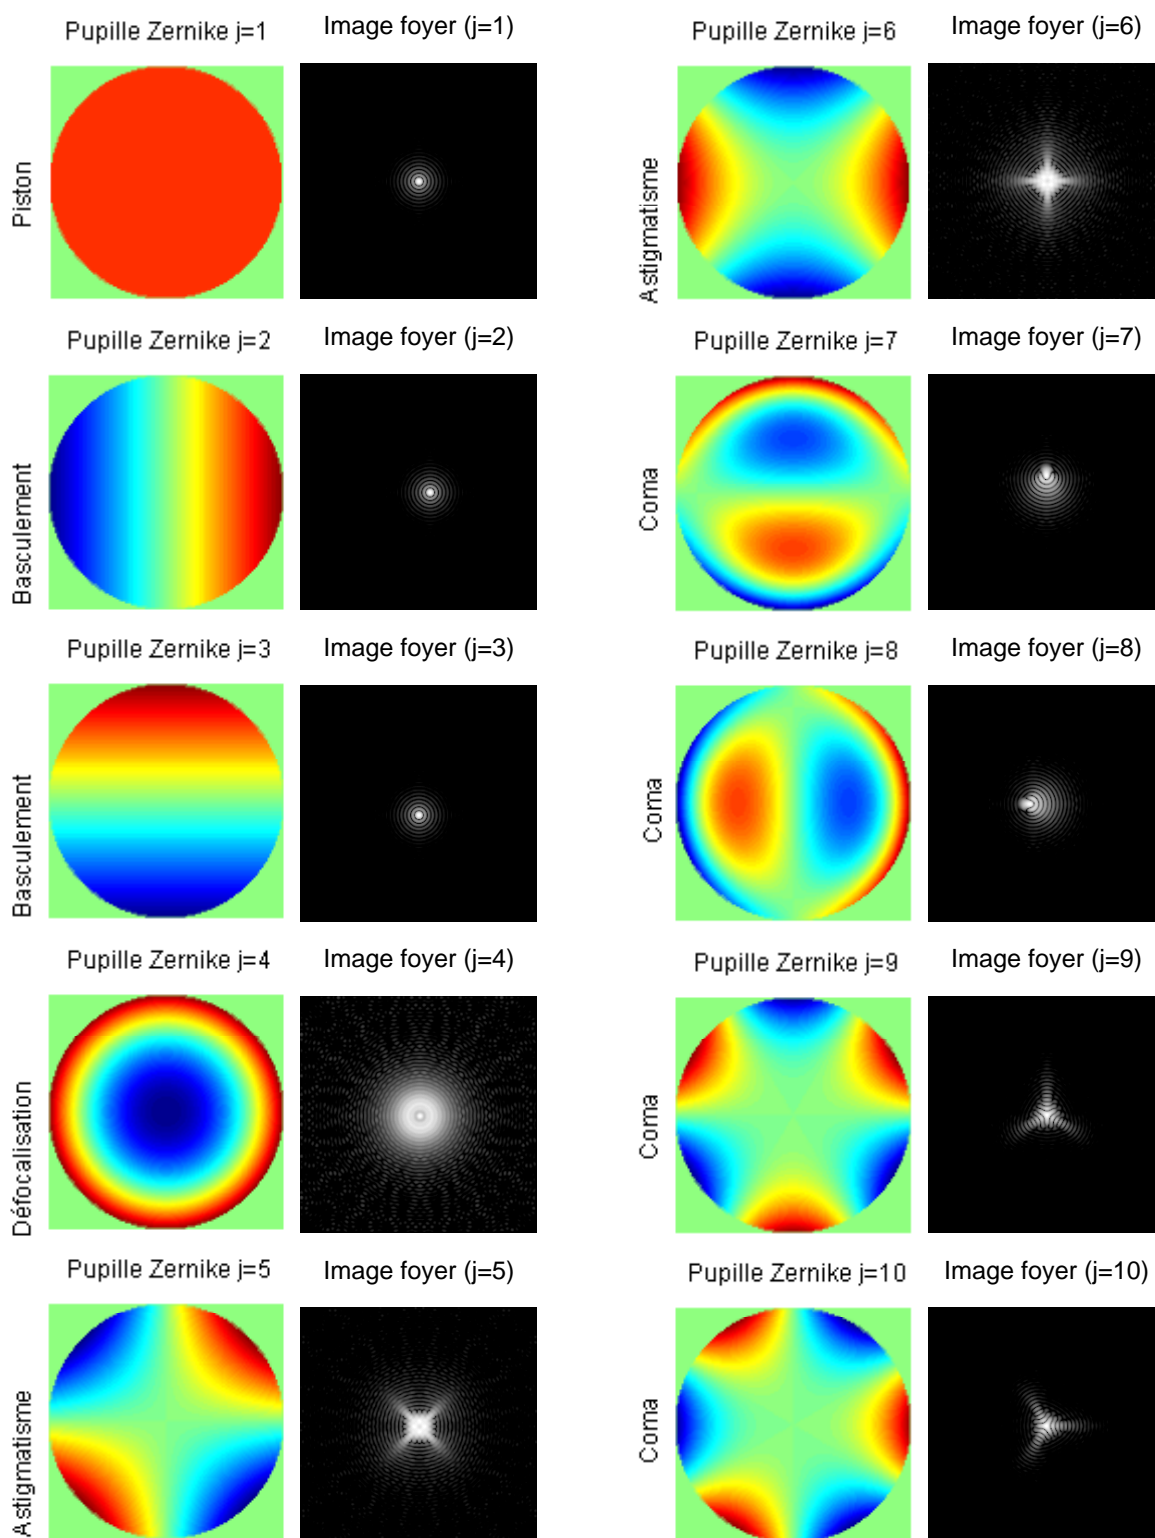 Pupille Zernike j=1
Image foyer (j=1)
Piston
Pupille Zernike j=2
Image foyer (j=2)
Basculement
Pupille Zernike j=3
Image foyer (j=3)
Basculement
Pupille Zernike j=4
Image foyer (j=4)
Défocalisation
Pupille Zernike j=5
Image foyer (j=5)
Astigmatisme
Pupille Zernike j=6
Image foyer (j=6)
Astigmatisme
Pupille Zernike j=7
Image foyer (j=7)
Coma
Pupille Zernike j=8
Image foyer (j=8)
Coma
Pupille Zernike j=9
Image foyer (j=9)
Coma
Pupille Zernike j=10
Image foyer (j=10)
Coma